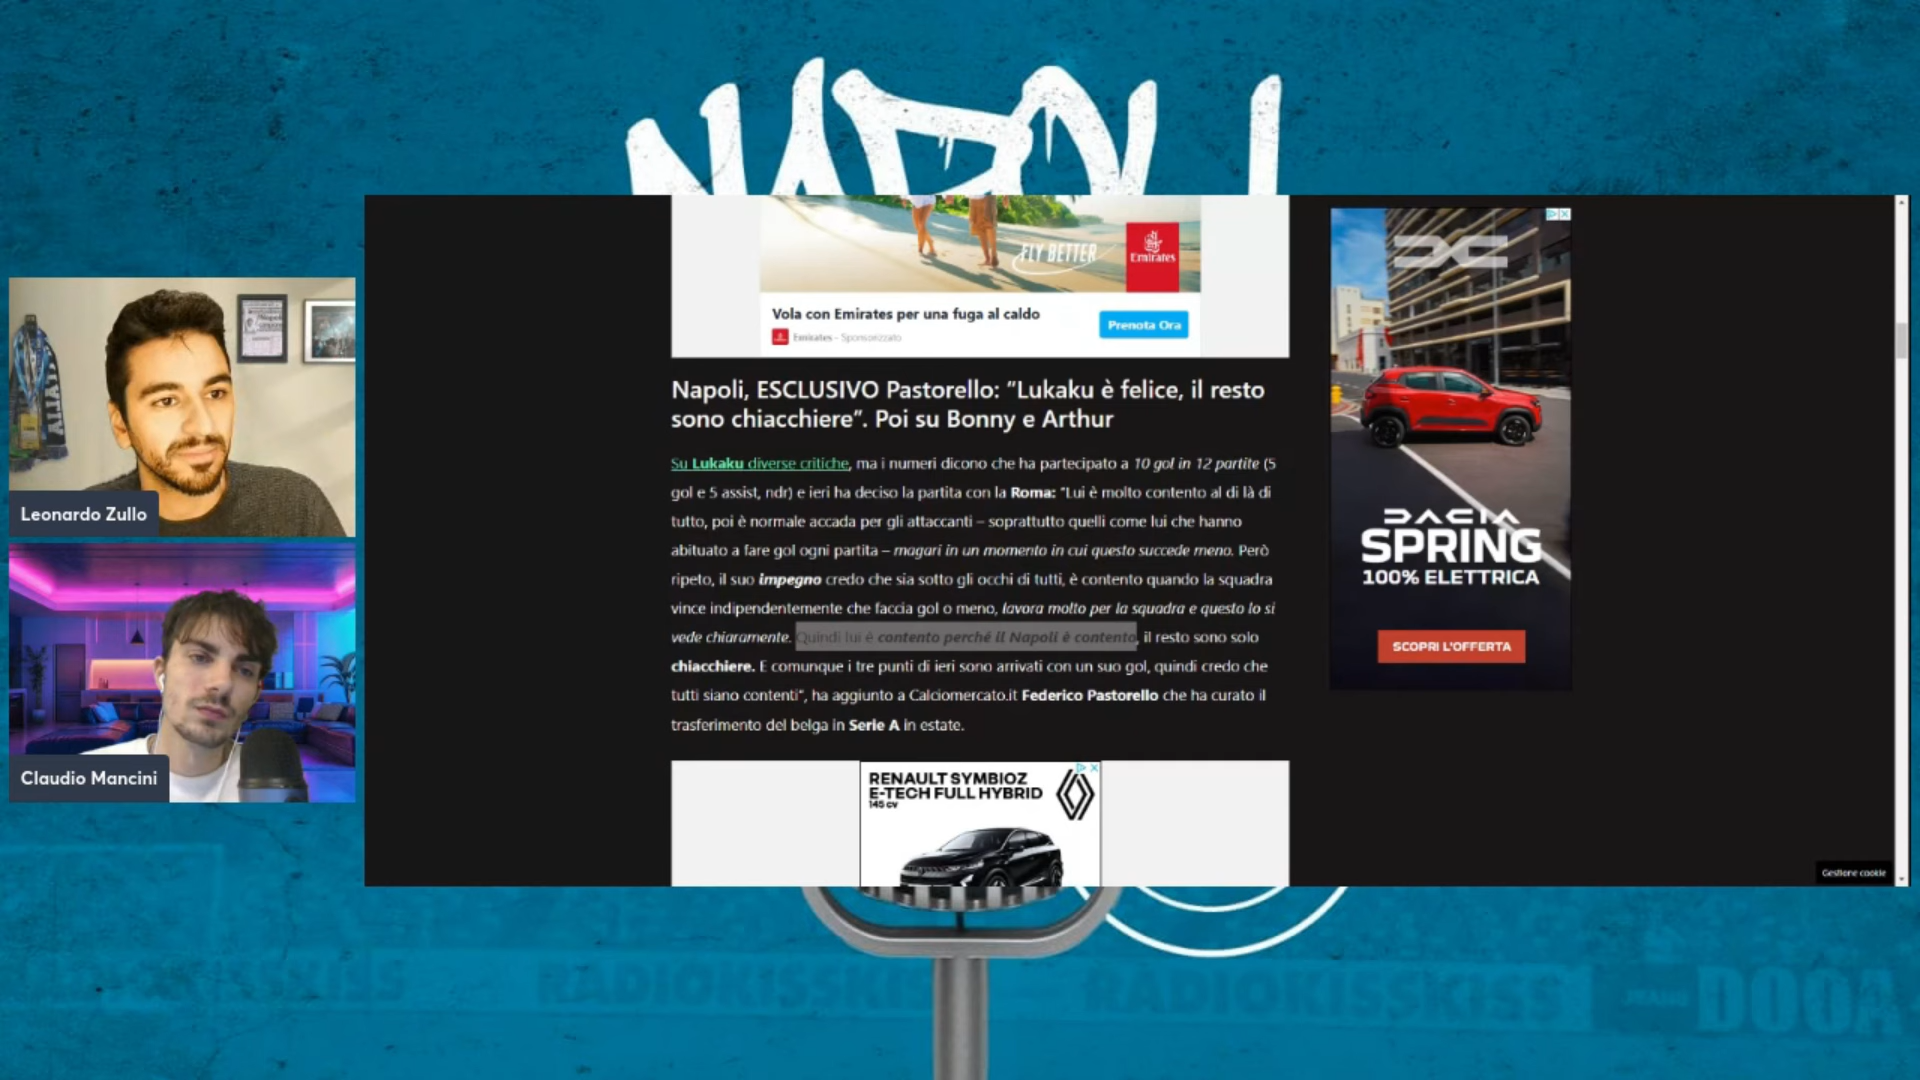 NAPOLI
FLY BETTER
Emirates
Vola con Emirates per una fuga al caldo
Emirates - Sponsorizzato
Prenota Ora
Napoli, ESCLUSIVO Pastorello: “Lukaku è felice, il resto
sono chiacchiere”. Poi su Bonny e Arthur
Su Lukaku diverse critiche, ma i numeri dicono che ha partecipato a 10 gol in 12 partite (5
gol e 5 assist, ndr) e ieri ha deciso la partita con la Roma: “Lui è molto contento al di là di
tutto, poi è normale accada per gli attaccanti – soprattutto quelli come lui che hanno
abituato a fare gol ogni partita – magari in un momento in cui questo succede meno. Però
ripeto, il suo impegno credo che sia sotto gli occhi di tutti, è contento quando la squadra
vince indipendentemente che faccia gol o meno, lavora molto per la squadra e questo lo si
vede chiaramente. Quindi lui è contento perché il Napoli è contento, il resto sono solo
chiacchiere. E comunque i tre punti di ieri sono arrivati con un suo gol, quindi credo che
tutti siano contenti”, ha aggiunto a Calciomercato.it Federico Pastorello che ha curato il
trasferimento del belga in Serie A in estate.
RENAULT SYMBIOZ
E-TECH FULL HYBRID
145 cv
DACIA
SPRING
100% ELETTRICA
SCOPRI L'OFFERTA
Gestione cookie
Leonardo Zullo
Claudio Mancini
RADIOKISSKISS
RADIOKISSKISS